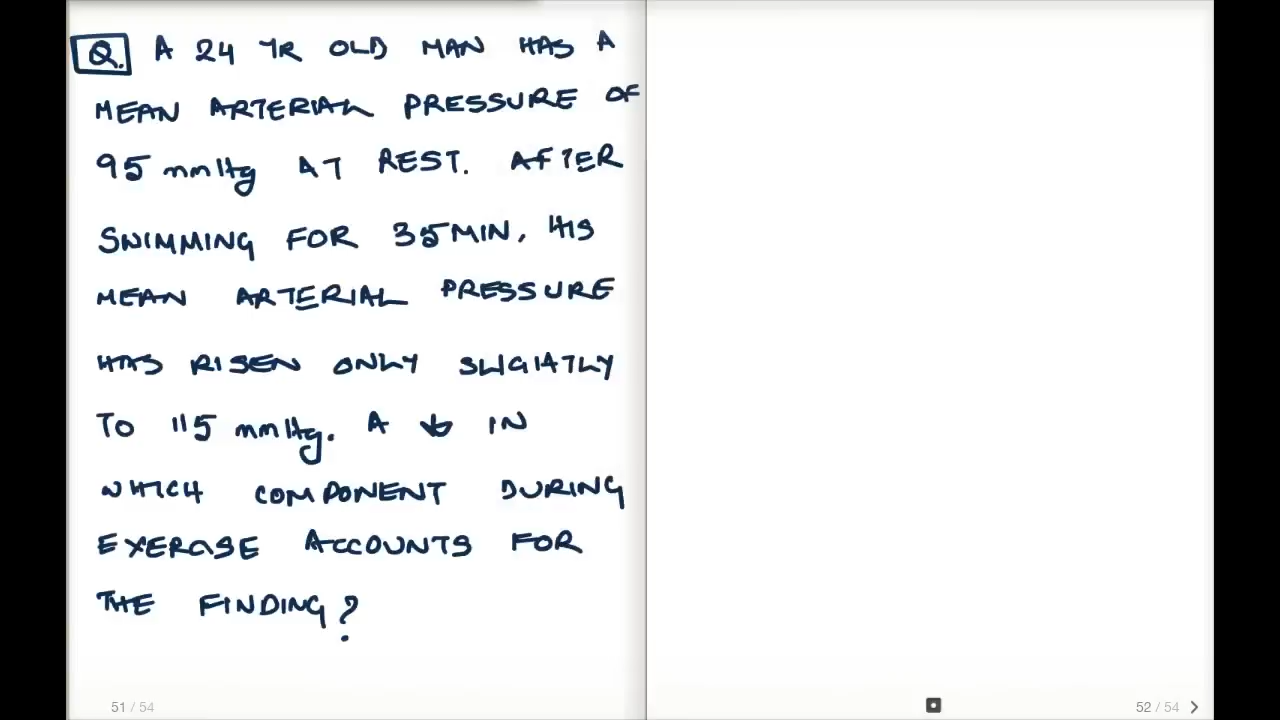 Q. A 24 YR OLD MAN HAS A
MEAN ARTERIAL PRESSURE OF
95 mmHg AT REST. AFTER
SWIMMING FOR 35MIN, HIS
MEAN ARTERIAL PRESSURE
HAS RISEN ONLY SLIGHTLY
TO 115 mmHg. A ↓ IN
WHICH COMPONENT DURING
EXERCISE ACCOUNTS FOR
THE FINDING?
51 / 54
52 / 54 >